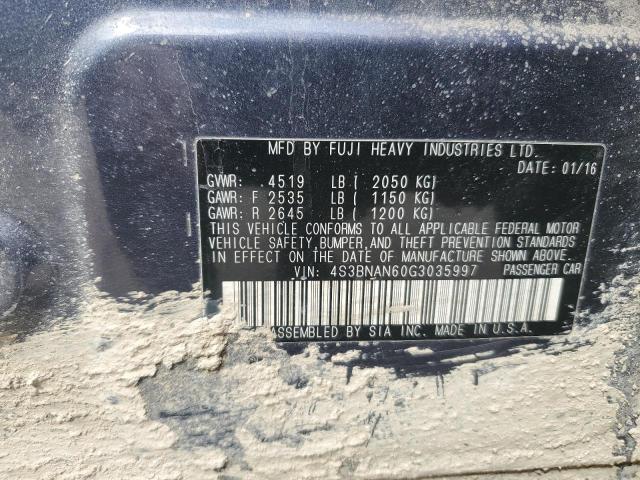 MFD BY FUJI HEAVY INDUSTRIES LTD.
DATE: 01/16
GVWR: 4519 LB ( 2050 KG)
GAWR: F 2535 LB ( 1150 KG)
GAWR: R 2645 LB ( 1200 KG)
THIS VEHICLE CONFORMS TO ALL APPLICABLE FEDERAL MOTOR
VEHICLE SAFETY, BUMPER, AND THEFT PREVENTION STANDARDS
IN EFFECT ON THE DATE OF MANUFACTURE SHOWN ABOVE.
VIN: 4S3BNAN60G3035997 PASSENGER CAR
ASSEMBLED BY SIA INC. MADE IN U.S.A.